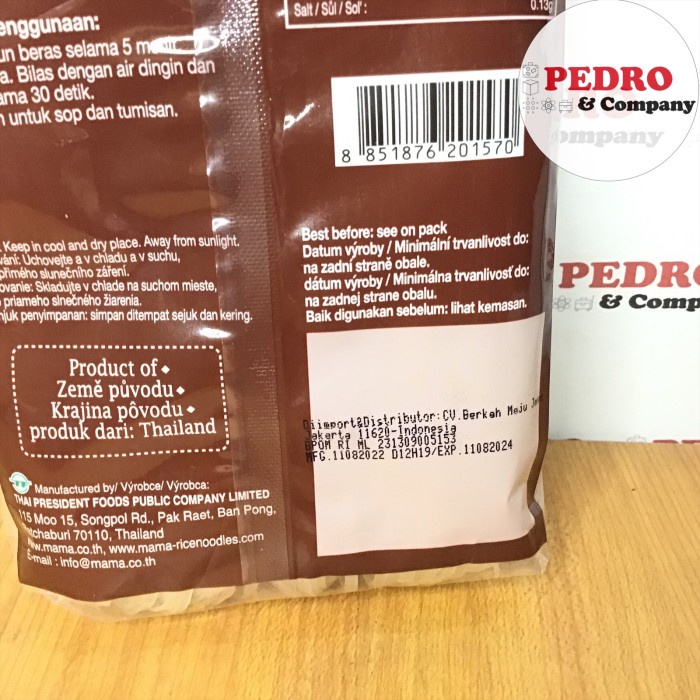 enggunaan:
un beras selama 5
a. Bilas dengan air dingin dan
ama 30 detik.
untuk sop dan tumisan.
Salt / Sůl / Soľ:
0.13g
PEDRO
& Company
8 851876 201570
Keep in cool and dry place. Away from sunlight.
vání: Uchovejte a v chladu a v suchu,
přímého slunečního záření.
ovanie: Skladujte v chlade na suchom mieste,
priameho slnečného žiarenia.
njuk penyimpanan: simpan ditempat sejuk dan kering.
Best before: see on pack
Datum výroby / Minimální trvanlivost do:
na zadní straně obale.
dátum výroby / Minimálna trvanlivosť do:
na zadnej strane obalu.
Baik digunakan sebelum: lihat kemasan.
PEDRO
& Comp
Product of
Země původu
Krajina pôvodu
produk dari: Thailand
Diimport&Distributor: CV.Berkah Maju
Jakarta 11620-Indonesia
BPOM RI ML 231309005153
MFG.11082022 D12H19/EXP.11082024
Manufactured by/ Výrobce/ Výrobca:
THAI PRESIDENT FOODS PUBLIC COMPANY LIMITED
115 Moo 15, Songpol Rd., Pak Raet, Ban Pong,
tchaburi 70110, Thailand
w.mama.co.th, www.mama-ricenoodles.com
E-mail : info@mama.co.th